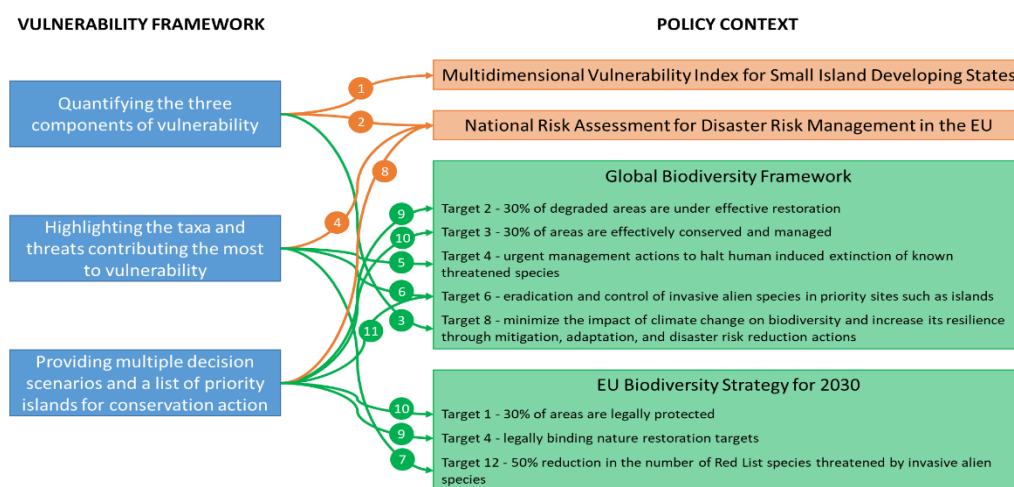 VULNERABILITY FRAMEWORK
POLICY CONTEXT
Quantifying the three
components of vulnerability
Highlighting the taxa and
threats contributing the most
to vulnerability
Providing multiple decision
scenarios and a list of priority
islands for conservation action
1
2
8
4
9
10
5
6
3
11
10
9
7
Multidimensional Vulnerability Index for Small Island Developing States
National Risk Assessment for Disaster Risk Management in the EU
Global Biodiversity Framework
Target 2 - 30% of degraded areas are under effective restoration
Target 3 - 30% of areas are effectively conserved and managed
Target 4 - urgent management actions to halt human induced extinction of known
threatened species
Target 6 - eradication and control of invasive alien species in priority sites such as islands
Target 8 - minimize the impact of climate change on biodiversity and increase its resilience
through mitigation, adaptation, and disaster risk reduction actions
EU Biodiversity Strategy for 2030
Target 1 - 30% of areas are legally protected
Target 4 - legally binding nature restoration targets
Target 12 - 50% reduction in the number of Red List species threatened by invasive alien
species